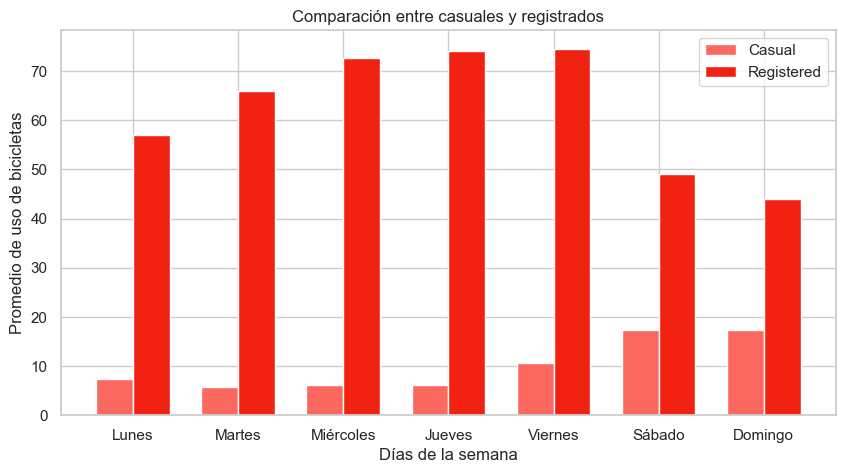 Comparación entre casuales y registrados
Casual
Registered
Promedio de uso de bicicletas
70
60
50
40
30
20
10
0
Lunes Martes Miércoles Jueves Viernes Sábado Domingo
Días de la semana